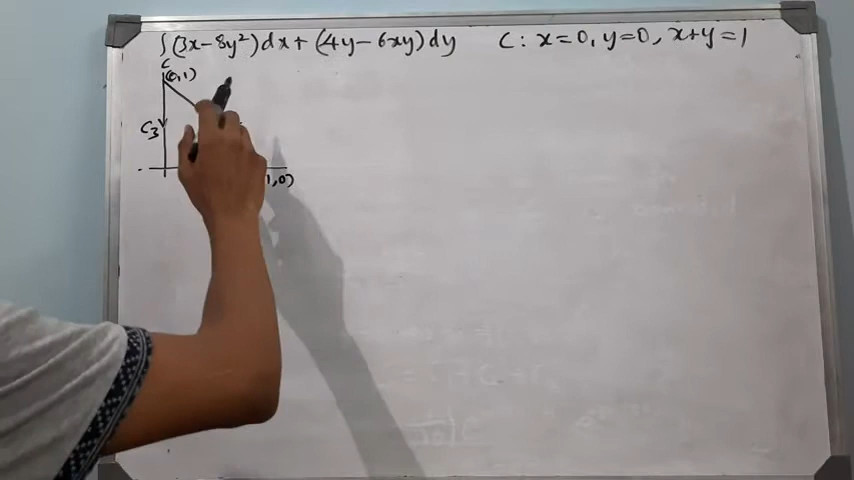 ∫(3x-8y²)dx+(4y-6xy)dy C: x=0, y=0, x+y=1
C
(0,1)
C₃
1,0)